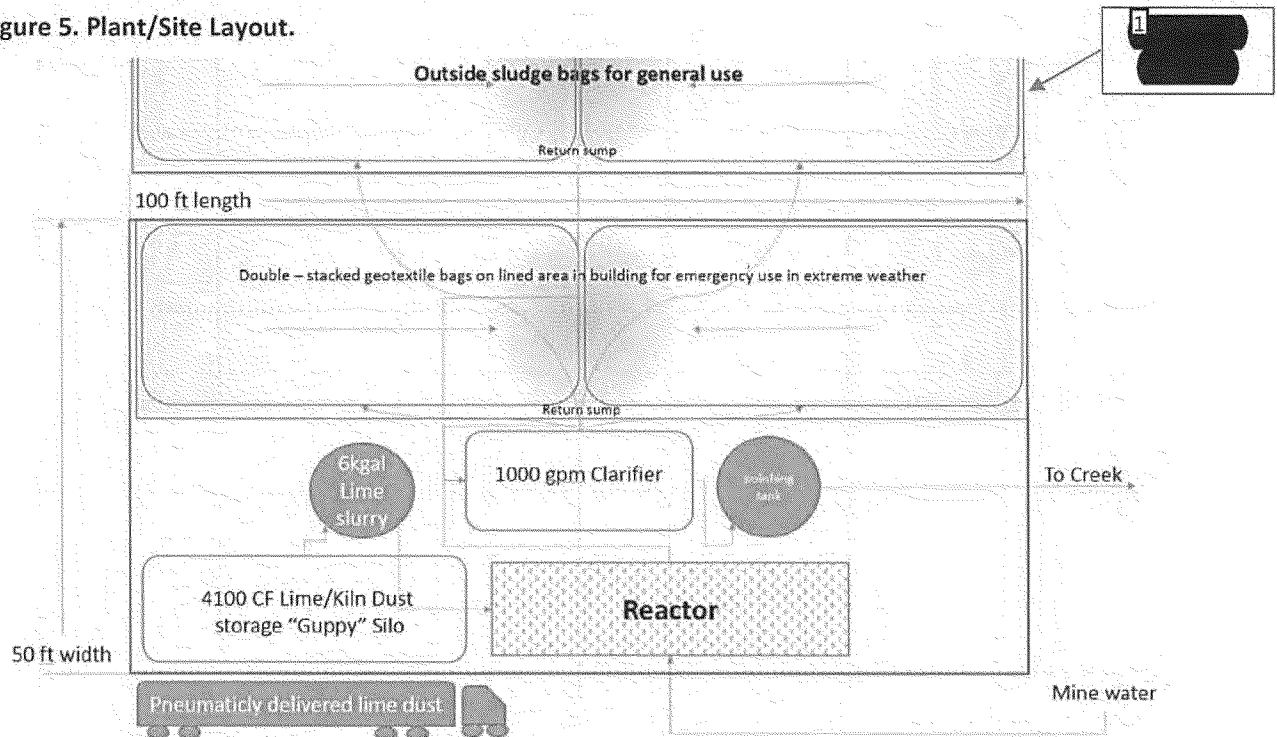 gure 5. Plant/Site Layout.
1
Outside sludge bags for general use
Return sump
100 ft length
Double – stacked geotextile bags on lined area in building for emergency use in extreme weather
Return sump
6kgal
Lime
slurry
1000 gpm Clarifier
polishing
tank
To Creek
4100 CF Lime/Kiln Dust
storage “Guppy” Silo
Reactor
50 ft width
Mine water
Pneumaticly delivered lime dust